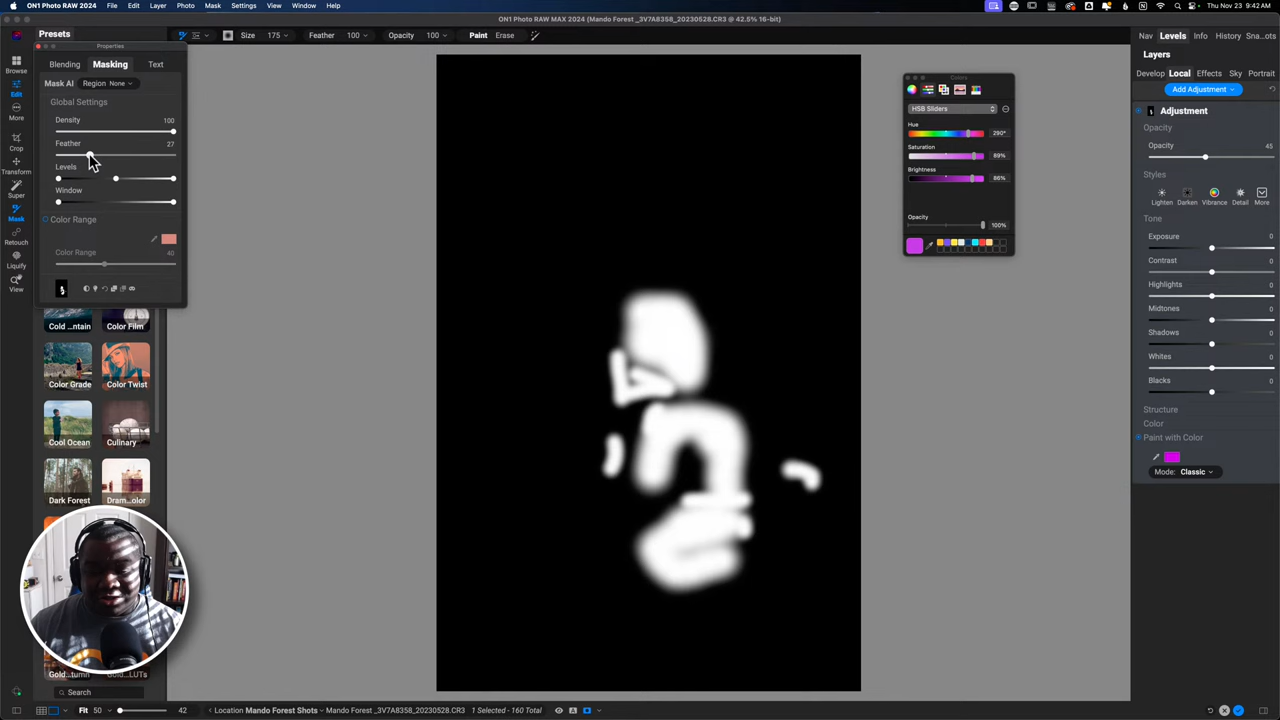 ON1 Photo RAW MAX 2024 File Edit Layer Photo Mask Settings View Window Help Thu Nov 23 9:42 AM
ON1 Photo RAW MAX 2024 (Mando Forest _3V7A8358_20230528.CR3 @ 42.5% 16-bit)
Presets Size 175 Feather 100 Opacity 100 Paint Erase Nav Levels Info History Sna...ots
Properties
Blending Masking Text
Mask AI Region None
Global Settings
Density 100
Feather 27
Levels
Window
Color Range
Color Range 40
Browse
Edit
More
Crop
Transform
Super
Mask
Retouch
Liquify
View
Cold ...ntain Color Film
Color Grade Color Twist
Cool Ocean Culinary
Dark Forest Dram...olor
Gold...tumn ...LUTs
Search
Colors
HSB Sliders
Hue
290°
Saturation
89%
Brightness
86%
Opacity
100%
Layers
Develop Local Effects Sky Portrait
Add Adjustment
Adjustment
Opacity
Opacity 45
Styles
Lighten Darken Vibrance Detail More
Tone
Exposure 0
Contrast 0
Highlights 0
Midtones 0
Shadows 0
Whites 0
Blacks 0
Structure
Color
Paint with Color
Mode: Classic
Fit 50 42 Location Mando Forest Shots Mando Forest _3V7A8358_20230528.CR3 1 Selected - 160 Total